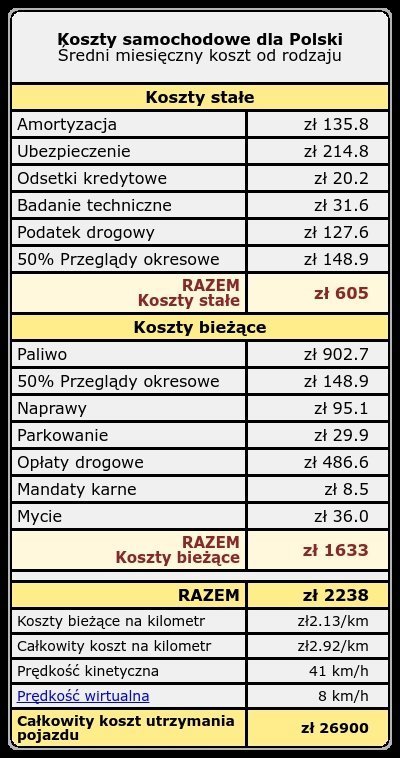 Koszty samochodowe dla Polski
Średni miesięczny koszt od rodzaju
Koszty stałe
Amortyzacja zł 135.8
Ubezpieczenie zł 214.8
Odsetki kredytowe zł 20.2
Badanie techniczne zł 31.6
Podatek drogowy zł 127.6
50% Przeglądy okresowe zł 148.9
RAZEM
Koszty stałe zł 605
Koszty bieżące
Paliwo zł 902.7
50% Przeglądy okresowe zł 148.9
Naprawy zł 95.1
Parkowanie zł 29.9
Opłaty drogowe zł 486.6
Mandaty karne zł 8.5
Mycie zł 36.0
RAZEM
Koszty bieżące zł 1633
RAZEM zł 2238
Koszty bieżące na kilometr zł2.13/km
Całkowity koszt na kilometr zł2.92/km
Prędkość kinetyczna 41 km/h
Prędkość wirtualna 8 km/h
Całkowity koszt utrzymania
pojazdu zł 26900